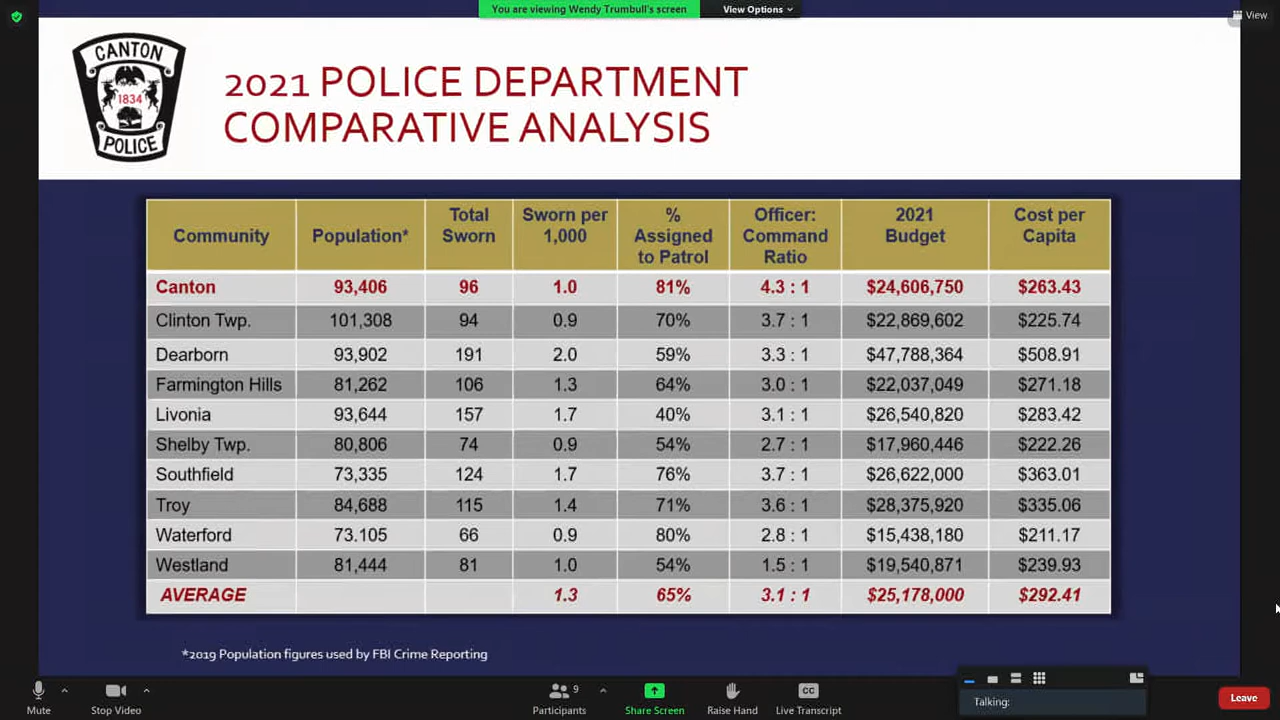 You are viewing Wendy Trumbull's screen View Options
View
CANTON
1834
POLICE
2021 POLICE DEPARTMENT
COMPARATIVE ANALYSIS
Community Population* Total Sworn Sworn per 1,000 % Assigned to Patrol Officer: Command Ratio 2021 Budget Cost per Capita
Canton 93,406 96 1.0 81% 4.3 : 1 $24,606,750 $263.43
Clinton Twp. 101,308 94 0.9 70% 3.7 : 1 $22,869,602 $225.74
Dearborn 93,902 191 2.0 59% 3.3 : 1 $47,788,364 $508.91
Farmington Hills 81,262 106 1.3 64% 3.0 : 1 $22,037,049 $271.18
Livonia 93,644 157 1.7 40% 3.1 : 1 $26,540,820 $283.42
Shelby Twp. 80,806 74 0.9 54% 2.7 : 1 $17,960,446 $222.26
Southfield 73,335 124 1.7 76% 3.7 : 1 $26,622,000 $363.01
Troy 84,688 115 1.4 71% 3.6 : 1 $28,375,920 $335.06
Waterford 73.105 66 0.9 80% 2.8 : 1 $15,438,180 $211.17
Westland 81,444 81 1.0 54% 1.5 : 1 $19,540,871 $239.93
AVERAGE 1.3 65% 3.1 : 1 $25,178,000 $292.41
*2019 Population figures used by FBI Crime Reporting
9
CC
Talking:
Leave
Mute Stop Video Participants Share Screen Raise Hand Live Transcript